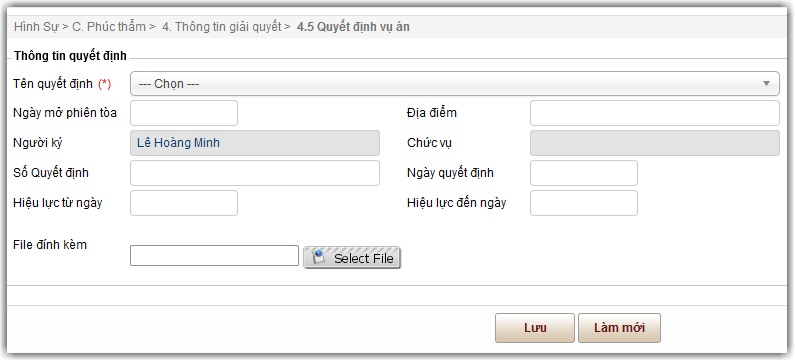 Hình Sự > C. Phúc thẩm > 4. Thông tin giải quyết > 4.5 Quyết định vụ án
Thông tin quyết định
Tên quyết định (*) --- Chọn ---
Ngày mở phiên tòa Địa điểm
Người ký Lê Hoàng Minh Chức vụ
Số Quyết định Ngày quyết định
Hiệu lực từ ngày Hiệu lực đến ngày
File đính kèm Select File
Lưu Làm mới